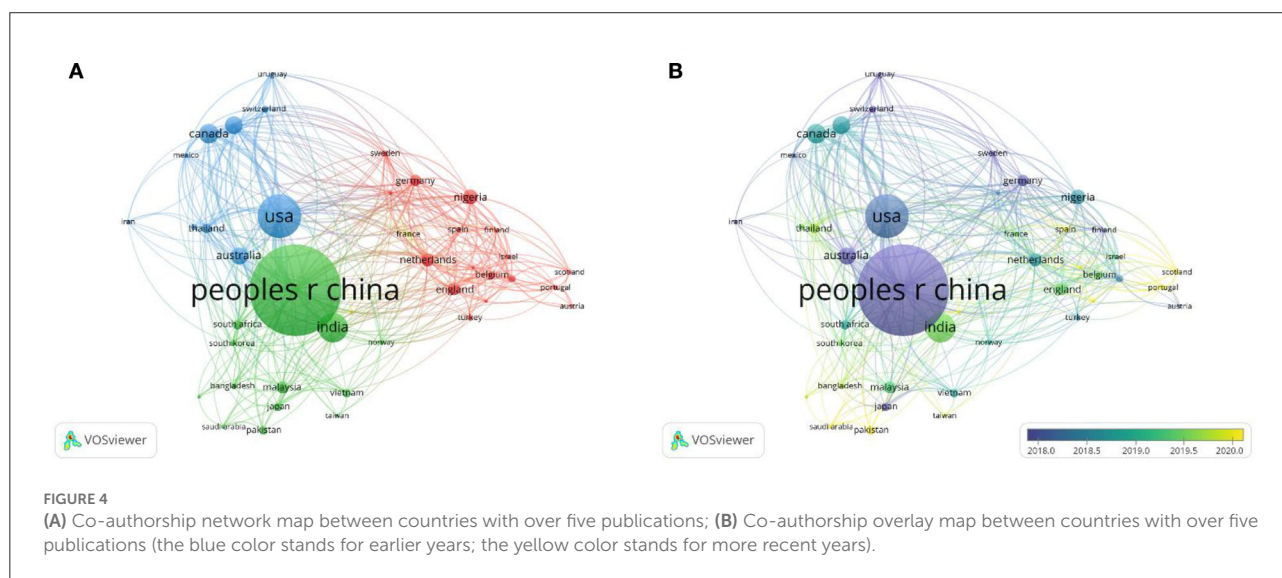 A
uruguay
switzerland
canada
mexico
sweden
germany
nigeria
iran
usa
thailand
france
spain
finland
australia
netherlands
israel
belgium
scotland
peoples r china
england
portugal
austria
south africa
india
turkey
south korea
norway
bangladesh
malaysia
vietnam
japan
taiwan
saudi arabia
pakistan
VOSviewer
B
uruguay
switzerland
canada
mexico
sweden
germany
nigeria
iran
usa
thailand
france
spain
finland
australia
netherlands
israel
belgium
scotland
peoples r china
england
portugal
austria
south africa
india
turkey
south korea
norway
bangladesh
malaysia
vietnam
japan
taiwan
saudi arabia
pakistan
VOSviewer
2018.0 2018.5 2019.0 2019.5 2020.0
FIGURE 4
(A) Co-authorship network map between countries with over five publications; (B) Co-authorship overlay map between countries with over five
publications (the blue color stands for earlier years; the yellow color stands for more recent years).